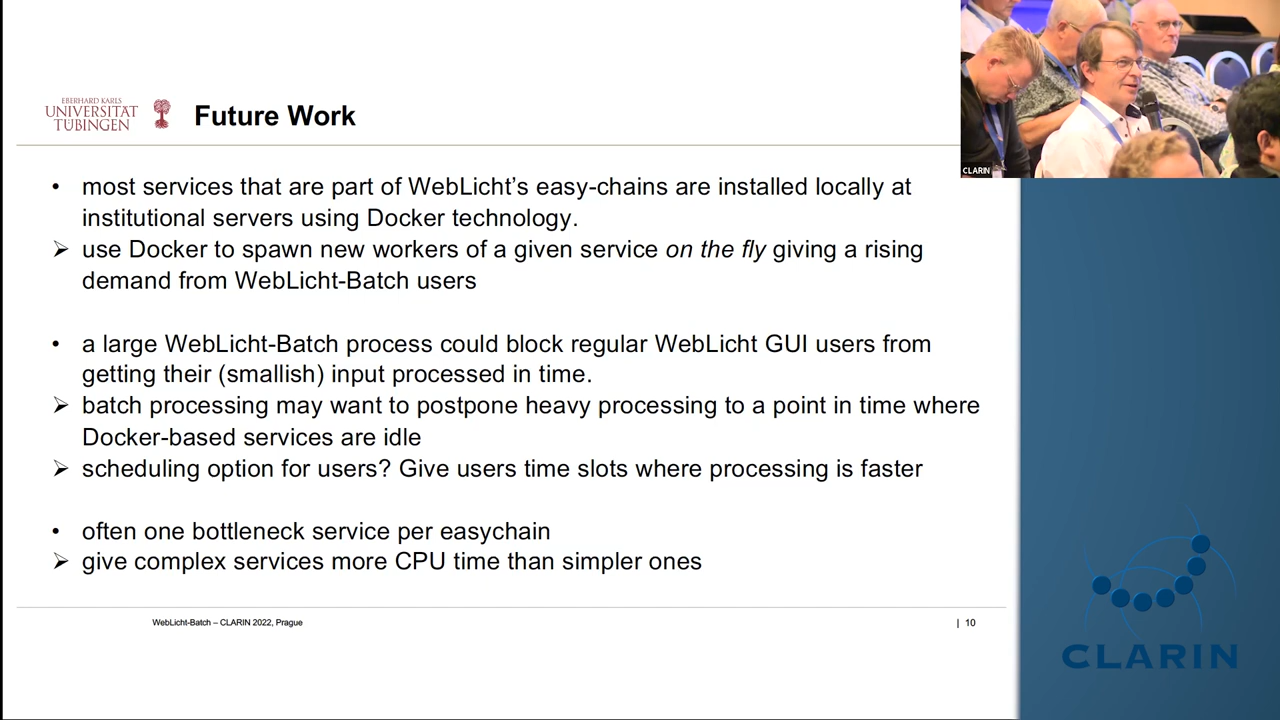 EBERHARD KARLS
UNIVERSITÄT
TÜBINGEN
Future Work
CLARIN
• most services that are part of WebLicht’s easy-chains are installed locally at
institutional servers using Docker technology.
➢ use Docker to spawn new workers of a given service on the fly giving a rising
demand from WebLicht-Batch users
• a large WebLicht-Batch process could block regular WebLicht GUI users from
getting their (smallish) input processed in time.
➢ batch processing may want to postpone heavy processing to a point in time where
Docker-based services are idle
➢ scheduling option for users? Give users time slots where processing is faster
• often one bottleneck service per easychain
➢ give complex services more CPU time than simpler ones
WebLicht-Batch – CLARIN 2022, Prague
| 10
CLARIN